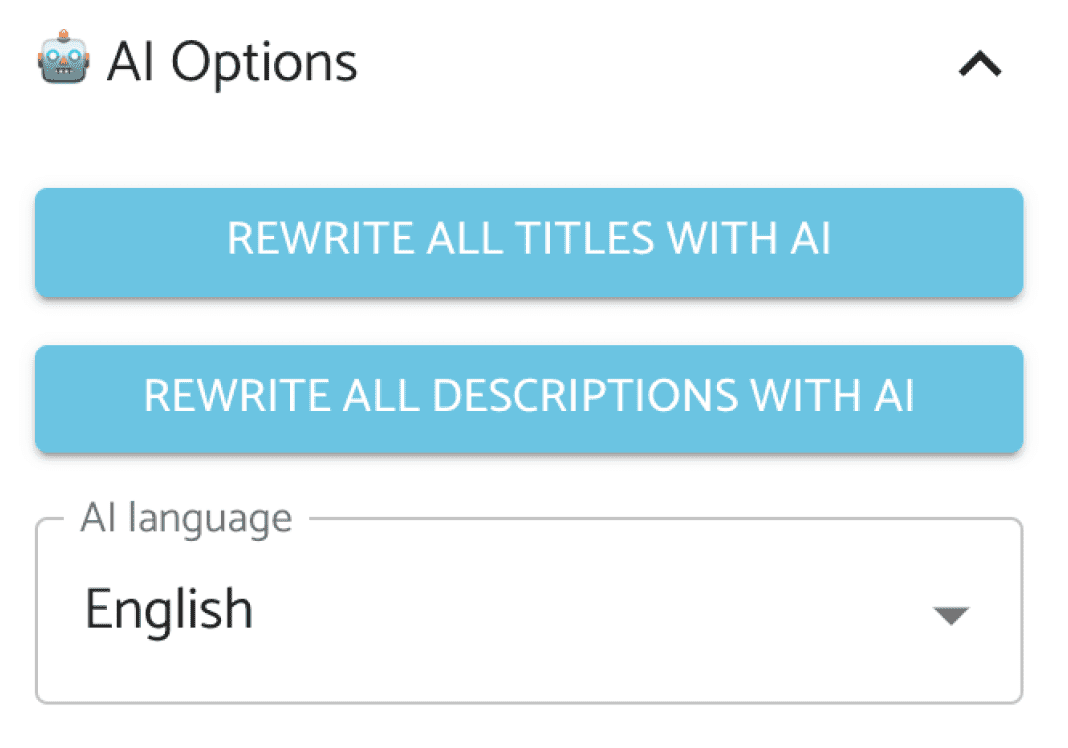 AI Options
REWRITE ALL TITLES WITH AI
REWRITE ALL DESCRIPTIONS WITH AI
AI language
English